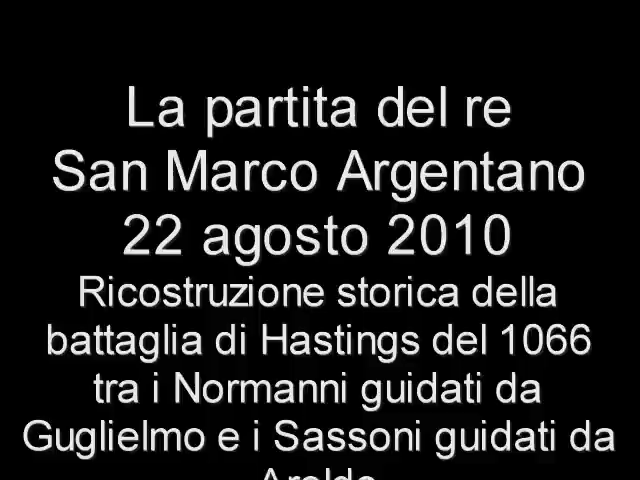 La partita del re
San Marco Argentano
22 agosto 2010
Ricostruzione storica della
battaglia di Hastings del 1066
tra i Normanni guidati da
Guglielmo e i Sassoni guidati da